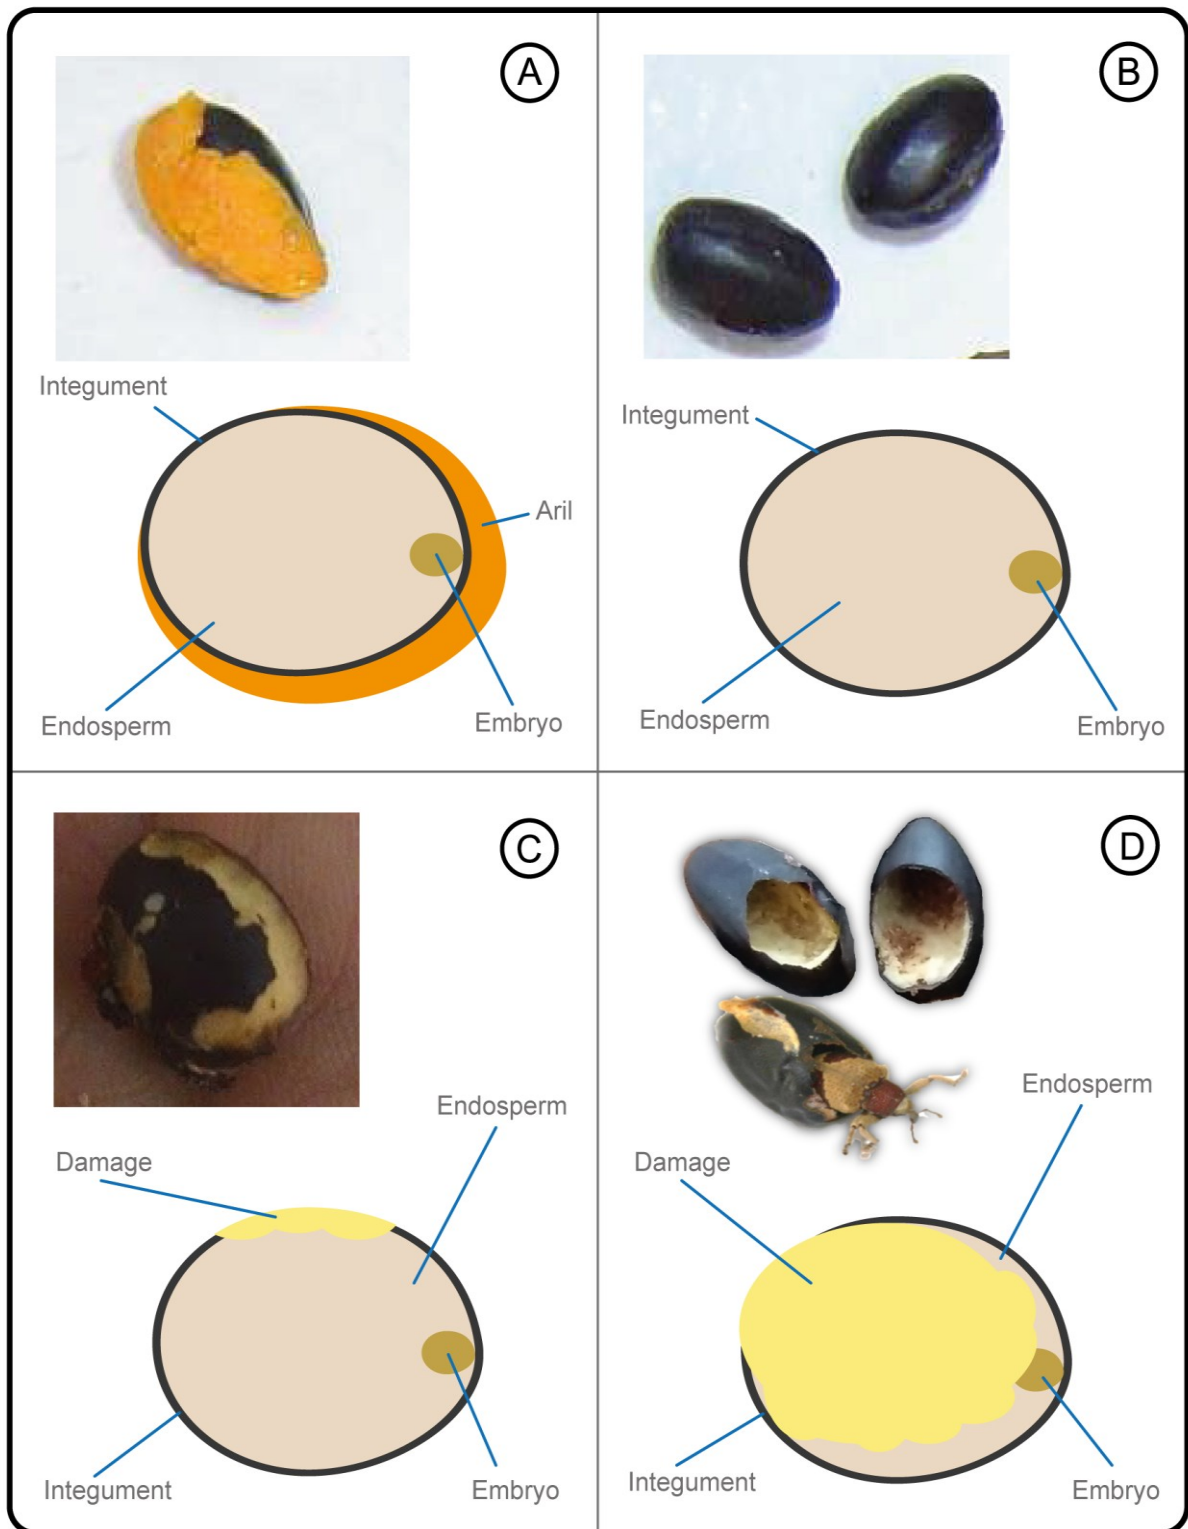 A
Integument
Aril
Endosperm
Embryo
B
Integument
Endosperm
Embryo
C
Endosperm
Damage
Integument
Embryo
D
Endosperm
Damage
Integument
Embryo